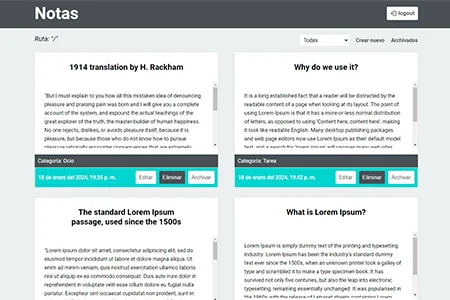 Notas
logout
Ruta: "/"
Todas
Crear nuevo
Archivados
1914 translation by H. Rackham
"But I must explain to you how all this mistaken idea of denouncing
pleasure and praising pain was born and I will give you a complete
account of the system, and expound the actual teachings of the
great explorer of the truth, the master-builder of human happiness.
No one rejects, dislikes, or avoids pleasure itself, because it is
pleasure, but because those who do not know how to pursue
pleasure rationally encounter consequences that are extremely
Categoría: Ocio
18 de enero del 2024, 19:25 p. m.
Editar
Eliminar
Archivar
Why do we use it?
It is a long established fact that a reader will be distracted by the
readable content of a page when looking at its layout. The point of
using Lorem Ipsum is that it has a more-or-less normal distribution
of letters, as opposed to using 'Content here, content here', making
it look like readable English. Many desktop publishing packages
and web page editors now use Lorem Ipsum as their default model
text, and a search for 'lorem ipsum' will uncover many web sites
Categoría: Tarea
18 de enero del 2024, 19:42 p. m.
Editar
Eliminar
Archivar
The standard Lorem Ipsum
passage, used since the 1500s
"Lorem ipsum dolor sit amet, consectetur adipiscing elit, sed do
eiusmod tempor incididunt ut labore et dolore magna aliqua. Ut
enim ad minim veniam, quis nostrud exercitation ullamco laboris
nisi ut aliquip ex ea commodo consequat. Duis aute irure dolor in
reprehenderit in voluptate velit esse cillum dolore eu fugiat nulla
pariatur. Excepteur sint occaecat cupidatat non proident, sunt in
What is Lorem Ipsum?
Lorem Ipsum is simply dummy text of the printing and typesetting
industry. Lorem Ipsum has been the industry's standard dummy
text ever since the 1500s, when an unknown printer took a galley of
type and scrambled it to make a type specimen book. It has
survived not only five centuries, but also the leap into electronic
typesetting, remaining essentially unchanged. It was popularised in
the 1960s with the release of Letraset sheets containing Lorem